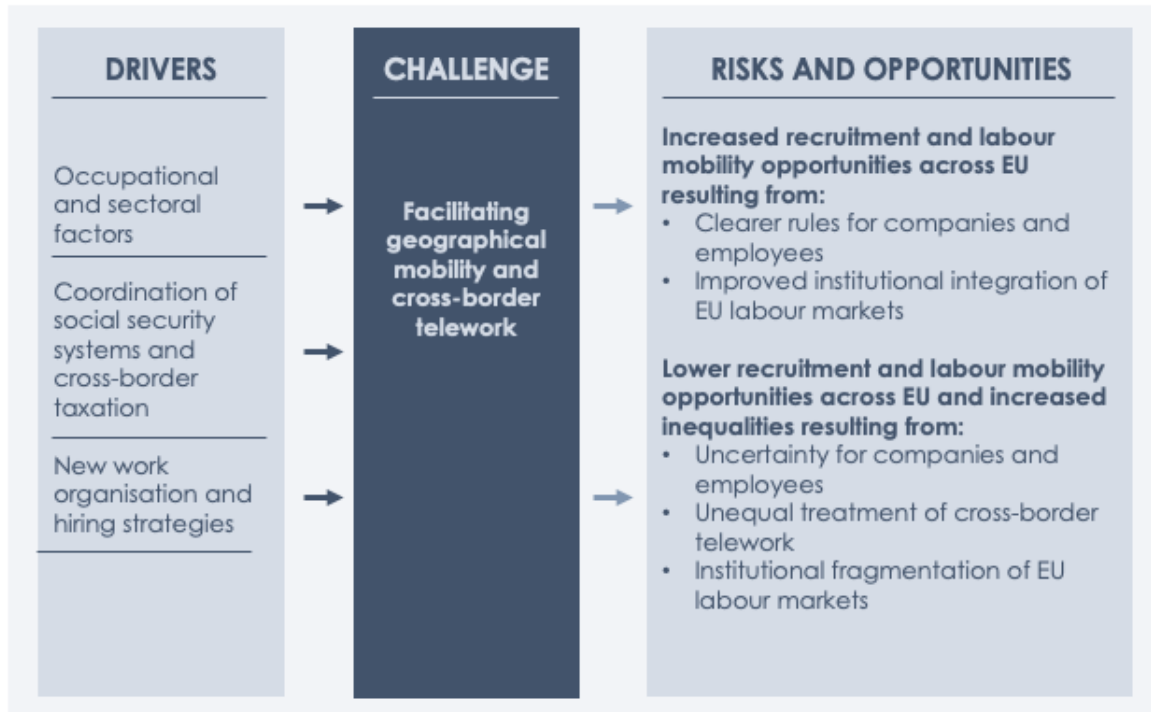 DRIVERS
Occupational
and sectoral
factors
Coordination of
social security
systems and
cross-border
taxation
New work
organisation and
hiring strategies
CHALLENGE
Facilitating
geographical
mobility and
cross-border
telework
RISKS AND OPPORTUNITIES
Increased recruitment and labour
mobility opportunities across EU
resulting from:
• Clearer rules for companies and
employees
• Improved institutional integration of
EU labour markets
Lower recruitment and labour mobility
opportunities across EU and increased
inequalities resulting from:
• Uncertainty for companies and
employees
• Unequal treatment of cross-border
telework
• Institutional fragmentation of EU
labour markets